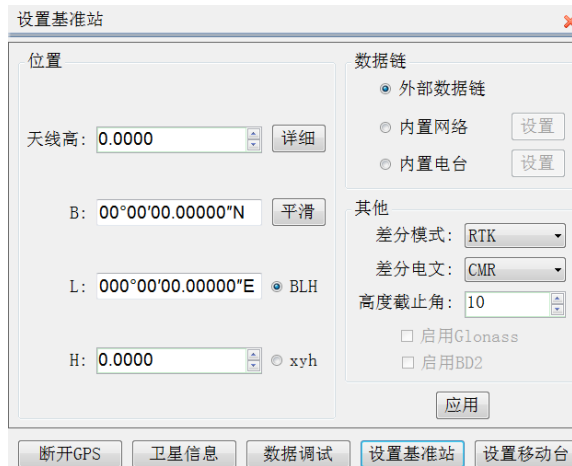 设置基准站
位置
天线高: 0.0000 详细
B: 00°00′00.00000″N 平滑
L: 000°00′00.00000″E BLH
H: 0.0000 xyh
数据链
外部数据链
内置网络 设置
内置电台 设置
其他
差分模式: RTK
差分电文: CMR
高度截止角: 10
启用Glonass
启用BD2
应用
断开GPS 卫星信息 数据调试 设置基准站 设置移动台